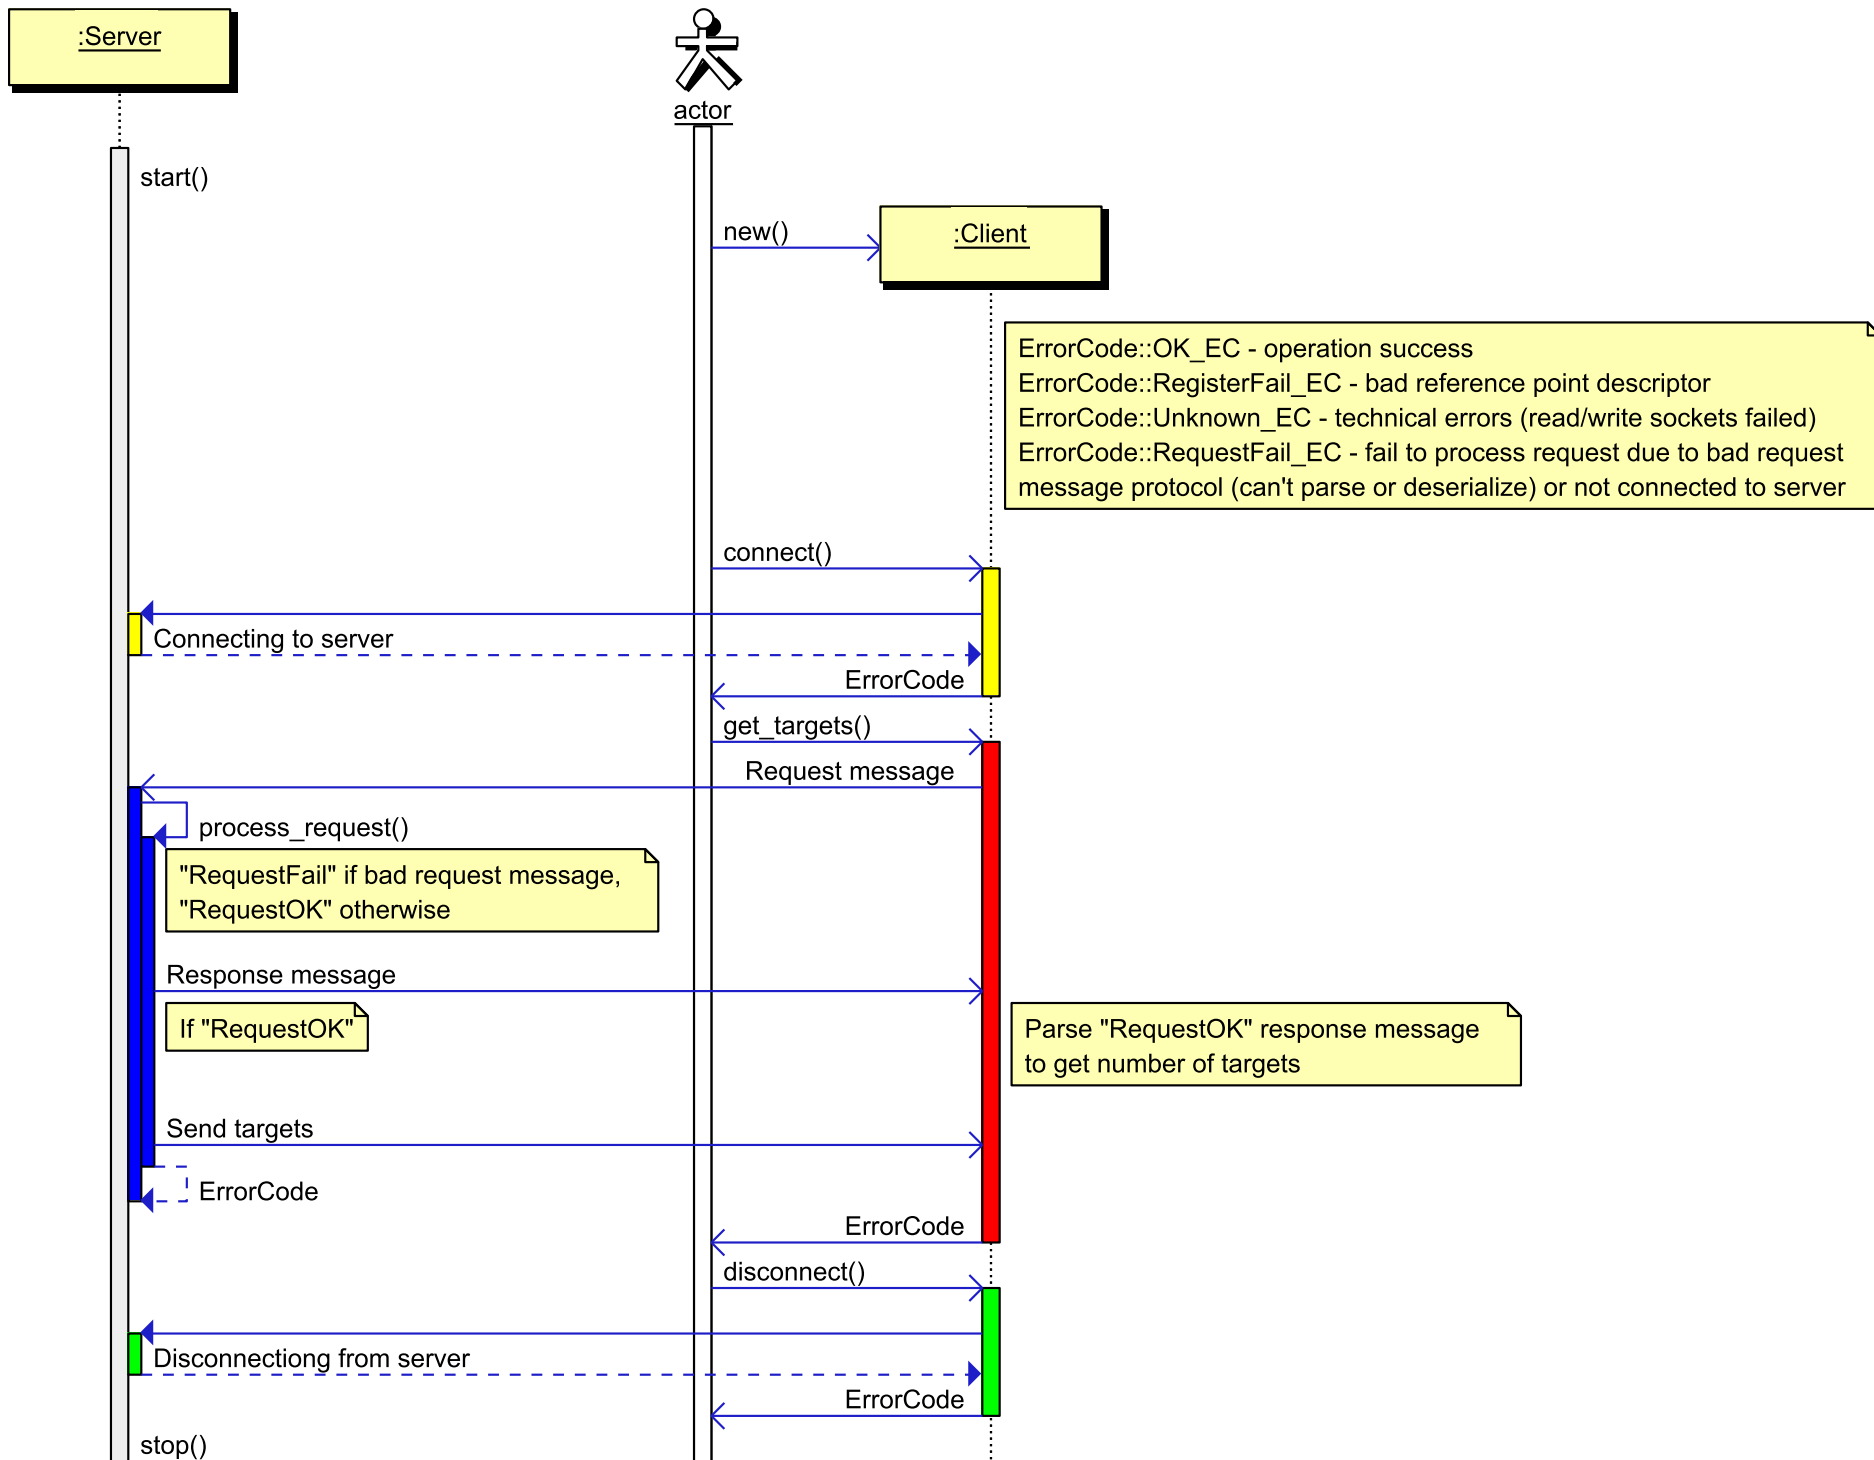 :Server
actor
start()
new()
:Client
ErrorCode::OK_EC - operation success
ErrorCode::RegisterFail_EC - bad reference point descriptor
ErrorCode::Unknown_EC - technical errors (read/write sockets failed)
ErrorCode::RequestFail_EC - fail to process request due to bad request
message protocol (can't parse or deserialize) or not connected to server
connect()
Connecting to server
ErrorCode
get_targets()
Request message
process_request()
"RequestFail" if bad request message,
"RequestOK" otherwise
Response message
If "RequestOK"
Parse "RequestOK" response message
to get number of targets
Send targets
ErrorCode
ErrorCode
disconnect()
Disconnectiong from server
ErrorCode
stop()